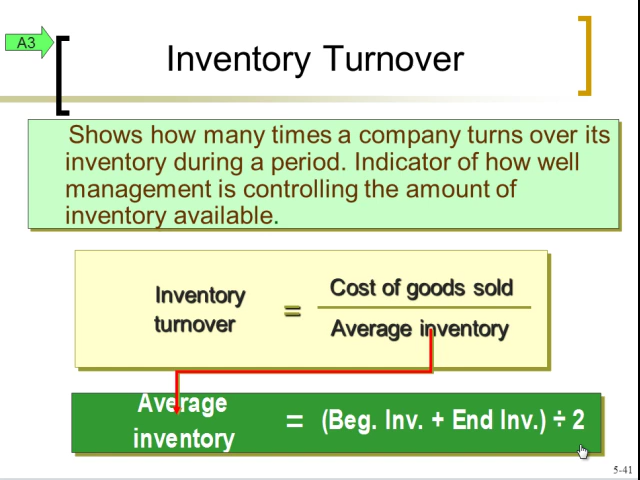 A3
Inventory Turnover
Shows how many times a company turns over its
inventory during a period. Indicator of how well
management is controlling the amount of
inventory available.
Inventory
turnover
=
Cost of goods sold
Average inventory
Average
inventory
= (Beg. Inv. + End Inv.) ÷ 2
5-41